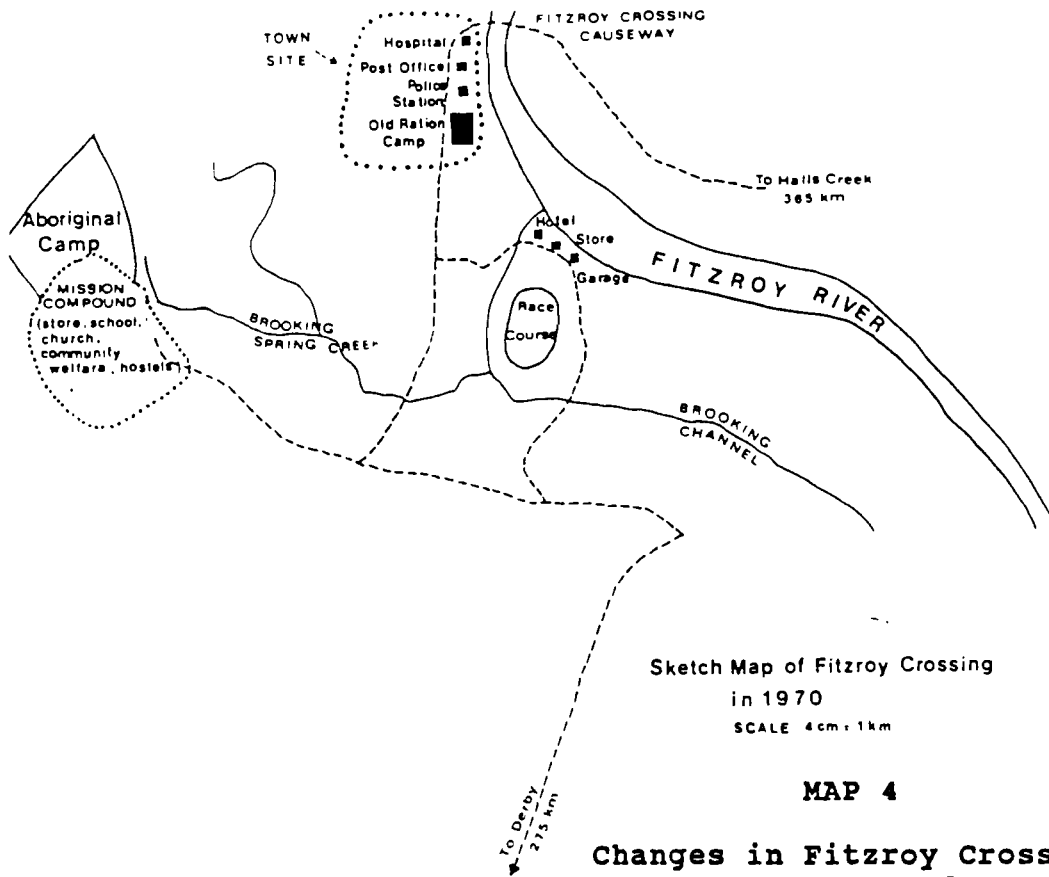 FITZROY CROSSING
CAUSEWAY
TOWN
SITE
Hospital
Post Office
Police
Station
Old Ration
Camp
To Halls Creek
365 km
Aboriginal
Camp
Hotel
Store
Garage
FITZROY RIVER
MISSION
COMPOUND
(store, school,
church,
community
welfara, hostels)
BROOKING
SPRING CREEK
Race
Course
BROOKING
CHANNEL
Sketch Map of Fitzroy Crossing
in 1970
SCALE 4cm = 1km
MAP 4
To Derby
275 km
Changes in Fitzroy Cross